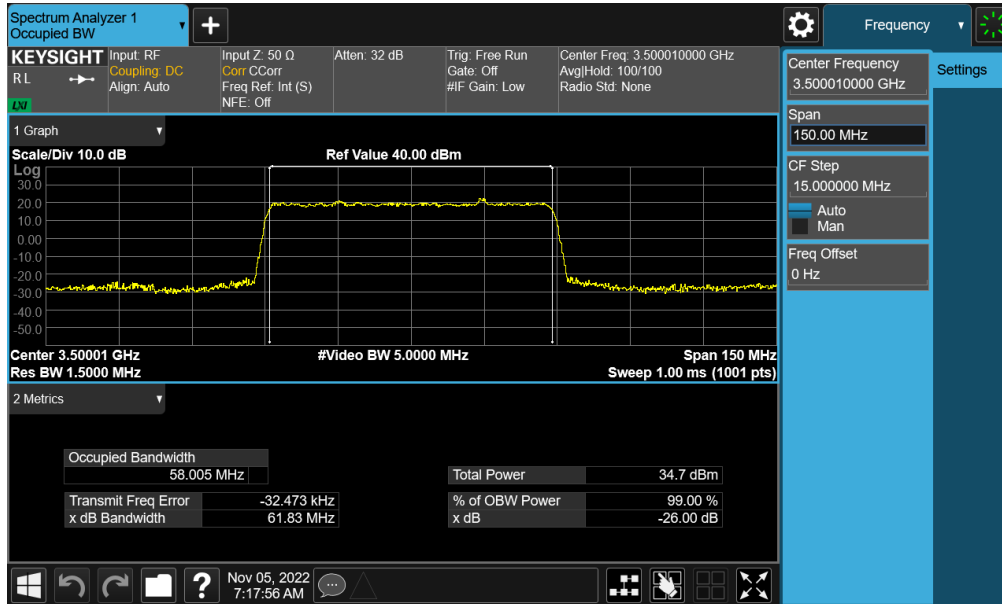 Spectrum Analyzer 1
Occupied BW
Frequency
KEYSIGHT
R L
LXI
Input: RF
Coupling: DC
Align: Auto
Input Z: 50 Ω
Corr CCorr
Freq Ref: Int (S)
NFE: Off
Atten: 32 dB
Trig: Free Run
Gate: Off
#IF Gain: Low
Center Freq: 3.500010000 GHz
Avg|Hold: 100/100
Radio Std: None
Center Frequency
3.500010000 GHz
Settings
Span
150.00 MHz
CF Step
15.000000 MHz
Auto
Man
Freq Offset
0 Hz
1 Graph
Scale/Div 10.0 dB
Ref Value 40.00 dBm
Log
30.0
20.0
10.0
0.00
-10.0
-20.0
-30.0
-40.0
-50.0
Center 3.50001 GHz
#Video BW 5.0000 MHz
Span 150 MHz
Res BW 1.5000 MHz
Sweep 1.00 ms (1001 pts)
2 Metrics
Occupied Bandwidth
58.005 MHz
Total Power 34.7 dBm
Transmit Freq Error -32.473 kHz
% of OBW Power 99.00 %
x dB Bandwidth 61.83 MHz
x dB -26.00 dB
?
Nov 05, 2022
7:17:56 AM